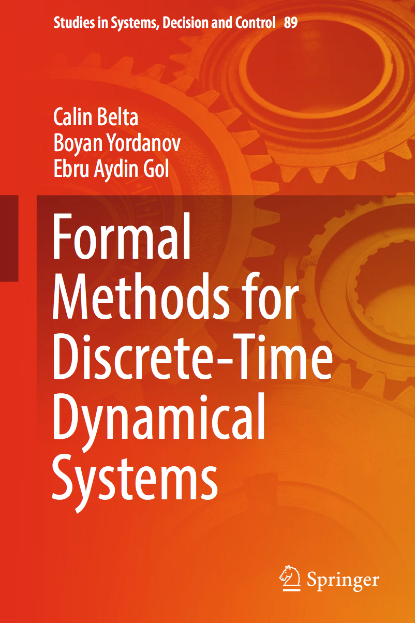 Studies in Systems, Decision and Control 89
Calin Belta
Boyan Yordanov
Ebru Aydin Gol
Formal
Methods for
Discrete-Time
Dynamical
Systems
Springer